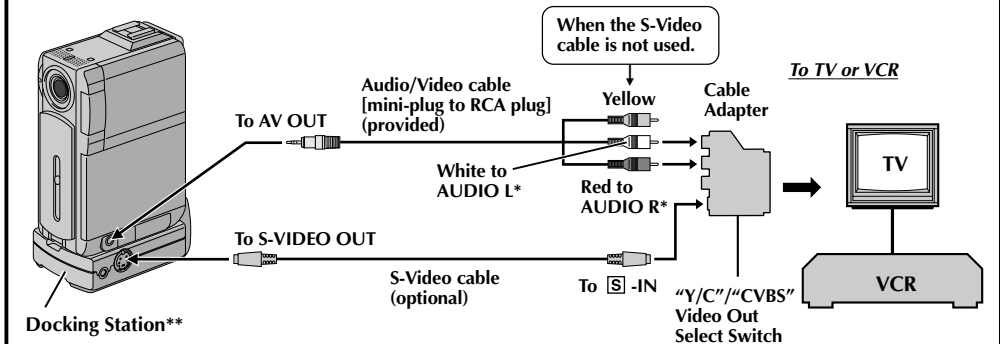 When the S-Video
cable is not used.
To TV or VCR
Audio/Video cable
[mini-plug to RCA plug]
(provided)
Yellow
Cable
Adapter
To AV OUT
TV
White to
AUDIO L*
Red to
AUDIO R*
To S-VIDEO OUT
S-Video cable
(optional)
To S -IN
"Y/C"/"CVBS"
Video Out
Select Switch
VCR
Docking Station**